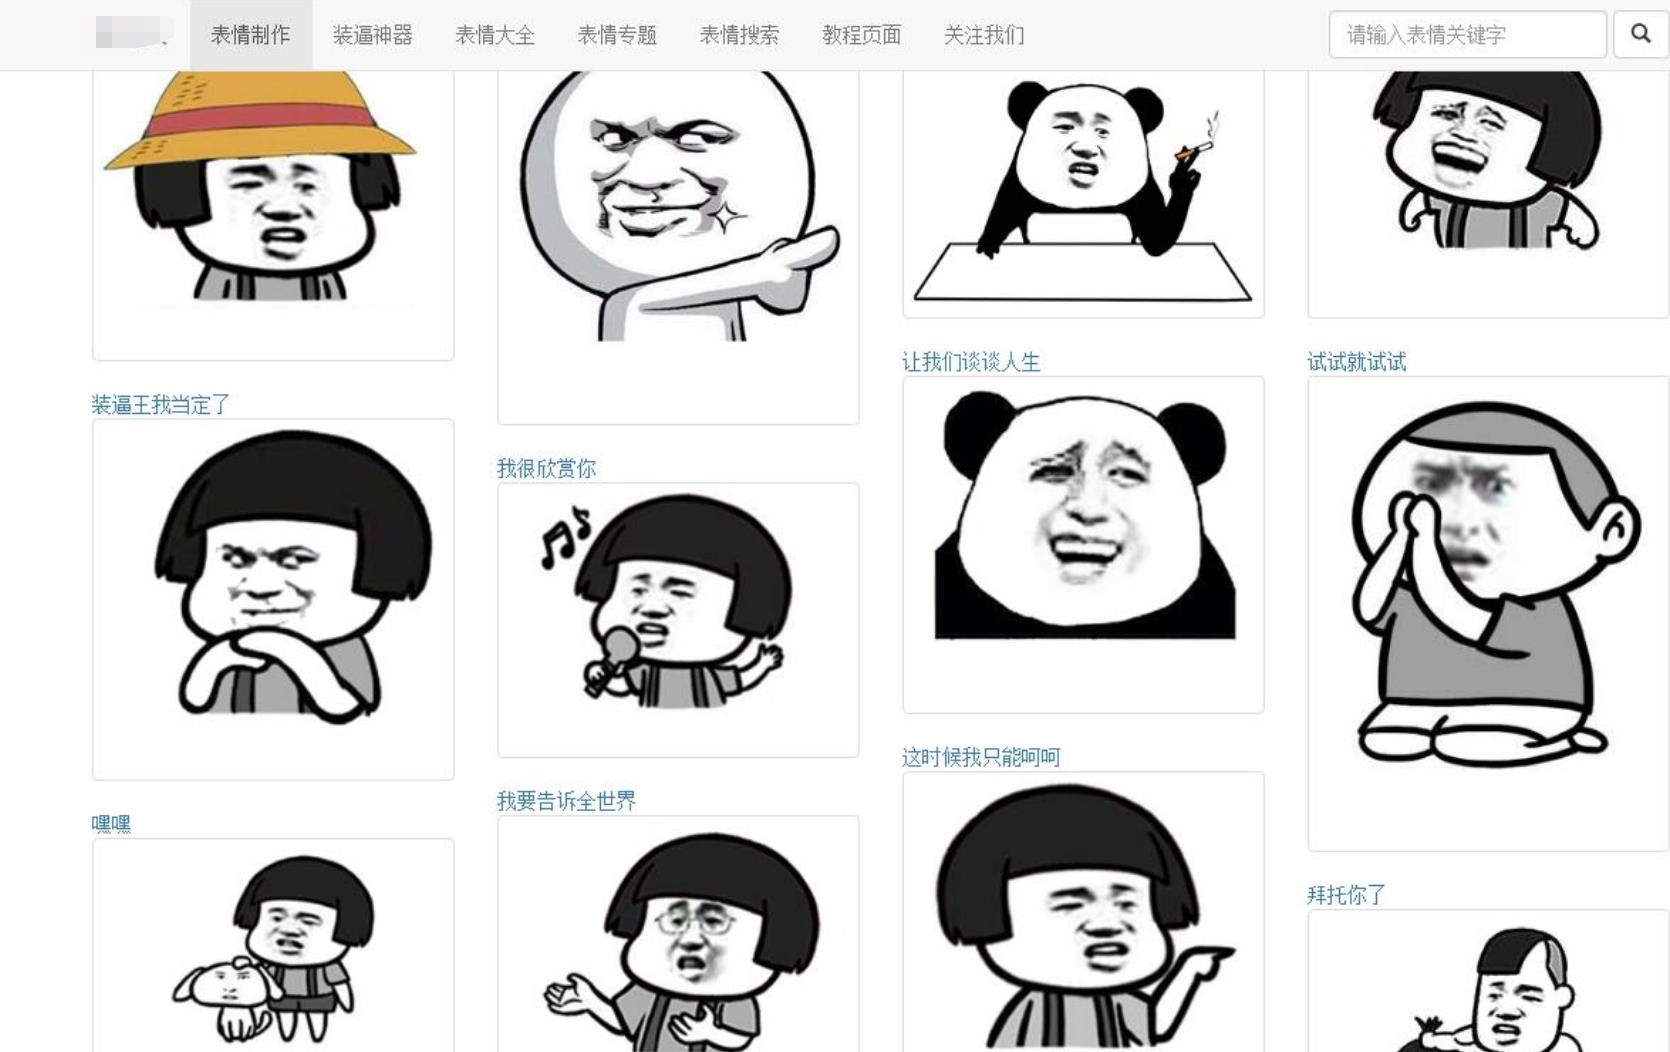 表情制作 装逼神器 表情大全 表情专题 表情搜索 教程页面 关注我们 请输入表情关键字
让我们谈谈人生 试试就试试
装逼王我当定了
我很欣赏你
这时候我只能呵呵
我要告诉全世界
嘿嘿
拜托你了